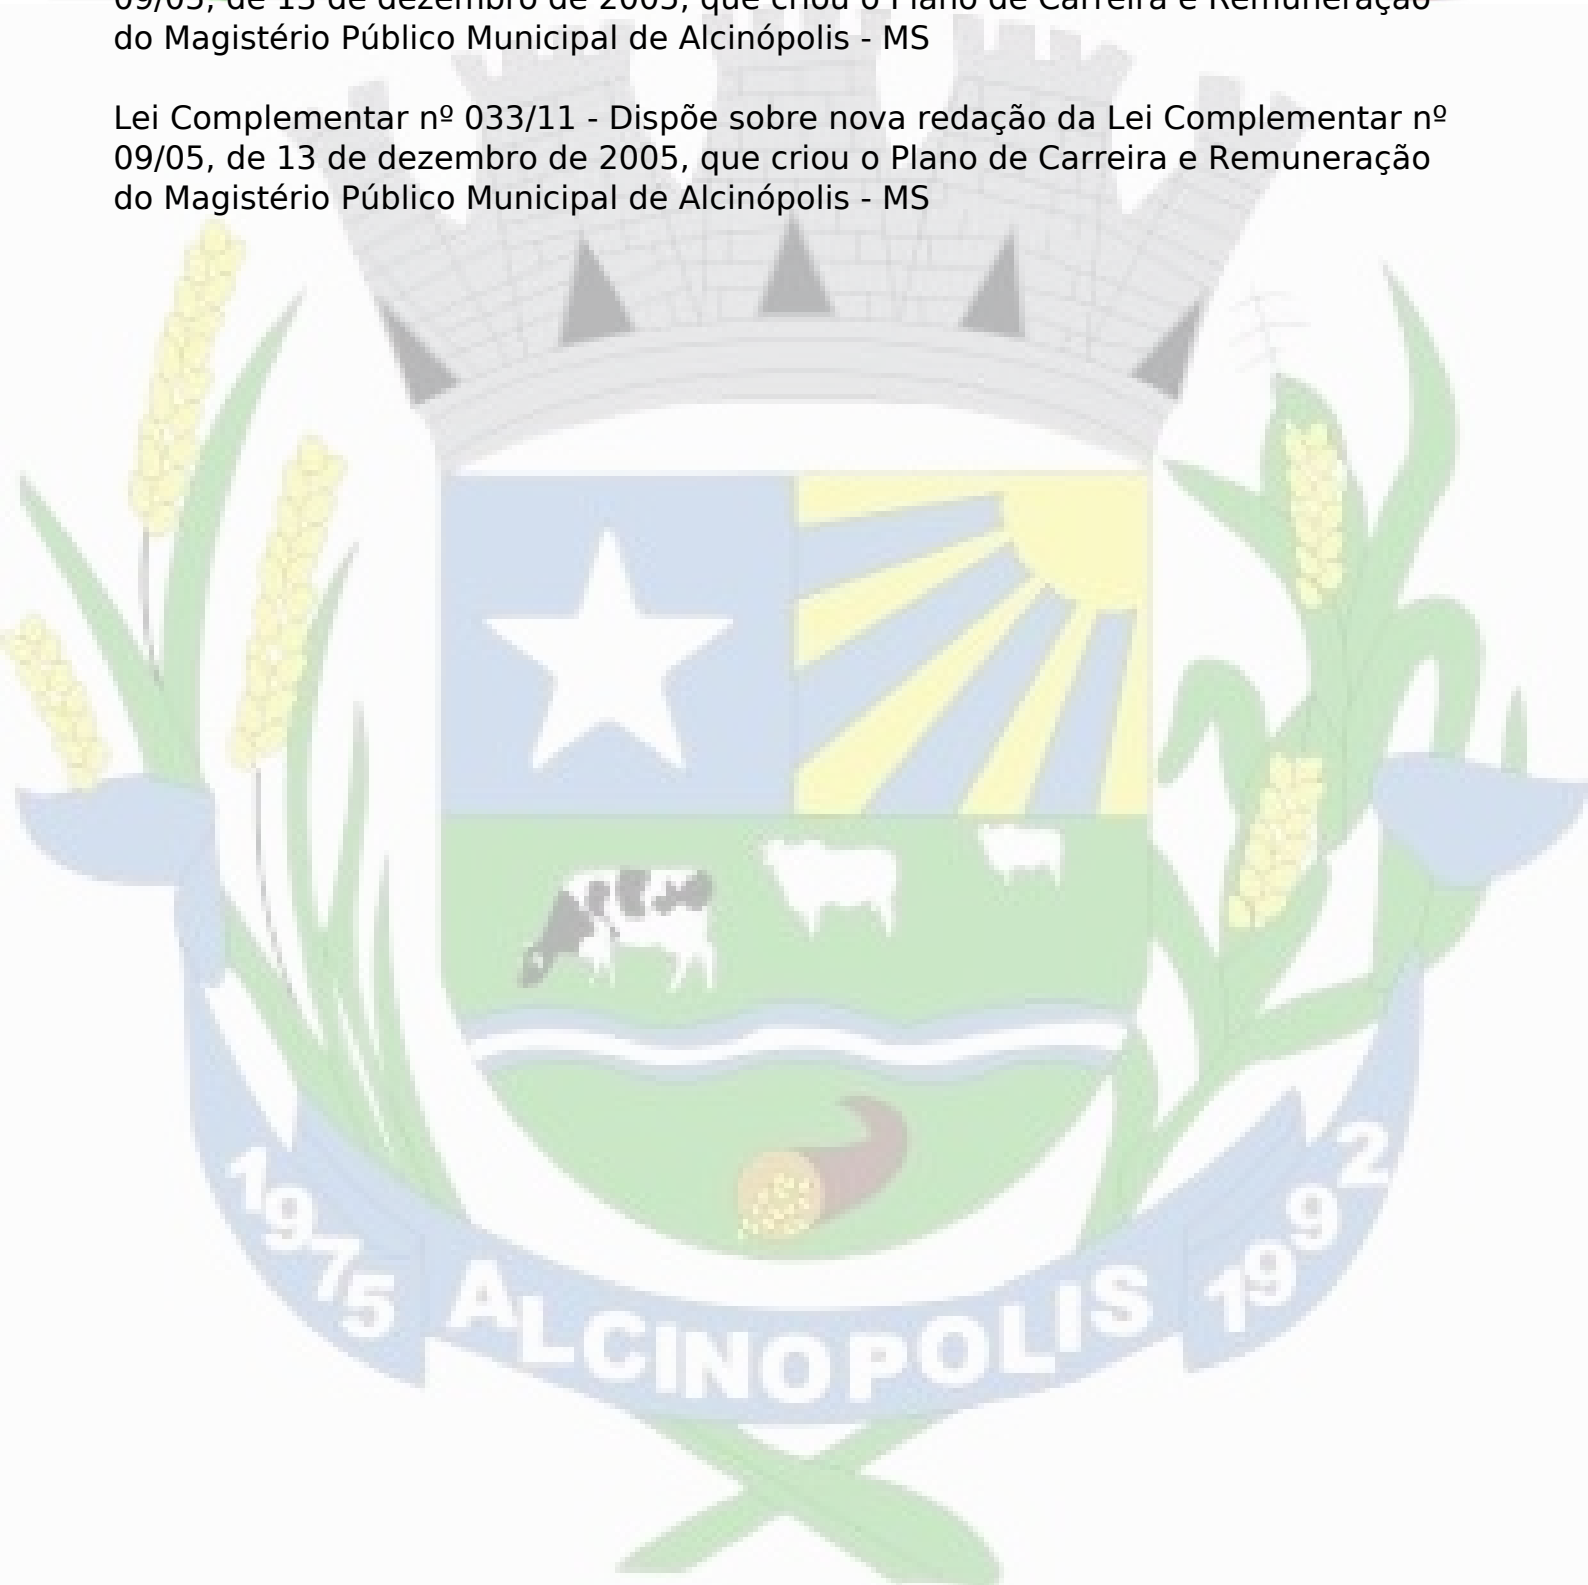 09/05, de 13 de dezembro de 2005, que criou o Plano de Carreira e Remuneração
do Magistério Público Municipal de Alcinópolis - MS
Lei Complementar nº 033/11 - Dispõe sobre nova redação da Lei Complementar nº
09/05, de 13 de dezembro de 2005, que criou o Plano de Carreira e Remuneração
do Magistério Público Municipal de Alcinópolis - MS
1975 ALCINOPOLIS 1992